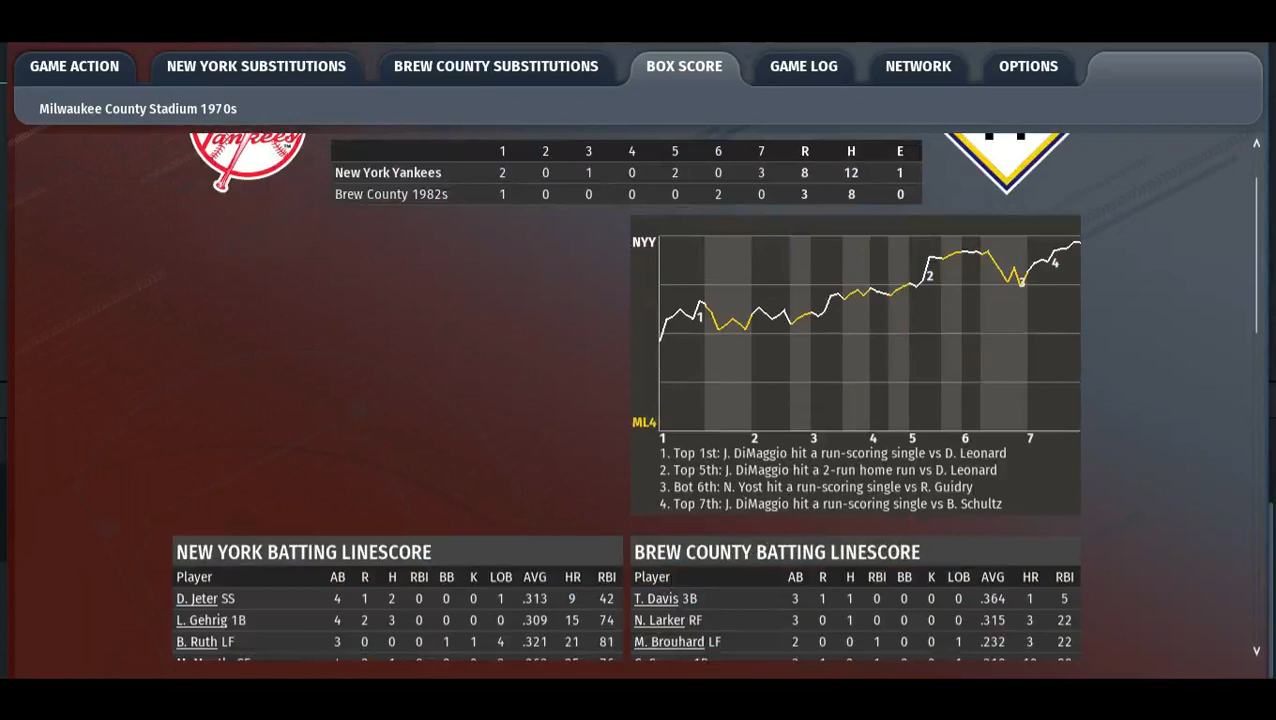 GAME ACTION NEW YORK SUBSTITUTIONS BREW COUNTY SUBSTITUTIONS BOX SCORE GAME LOG NETWORK OPTIONS
Milwaukee County Stadium 1970s
Yankees
1 2 3 4 5 6 7 R H E
New York Yankees 2 0 1 0 2 0 3 8 12 1
Brew County 1982s 1 0 0 0 0 2 0 3 8 0
NYY
1 2 3 4
ML4
1 2 3 4 5 6 7
1. Top 1st: J. DiMaggio hit a run-scoring single vs D. Leonard
2. Top 5th: J. DiMaggio hit a 2-run home run vs D. Leonard
3. Bot 6th: N. Yost hit a run-scoring single vs R. Guidry
4. Top 7th: J. DiMaggio hit a run-scoring single vs B. Schultz
NEW YORK BATTING LINESCORE
Player AB R H RBI BB K LOB AVG HR RBI
D. Jeter SS 4 1 2 0 0 0 1 .313 9 42
L. Gehrig 1B 4 2 3 0 0 0 0 .309 15 74
B. Ruth LF 3 0 0 0 1 1 4 .321 21 81
BREW COUNTY BATTING LINESCORE
Player AB R H RBI BB K LOB AVG HR RBI
T. Davis 3B 3 1 1 0 0 0 0 .364 1 5
N. Larker RF 3 0 1 0 0 0 0 .315 3 22
M. Brouhard LF 2 0 0 1 0 0 1 .232 3 22